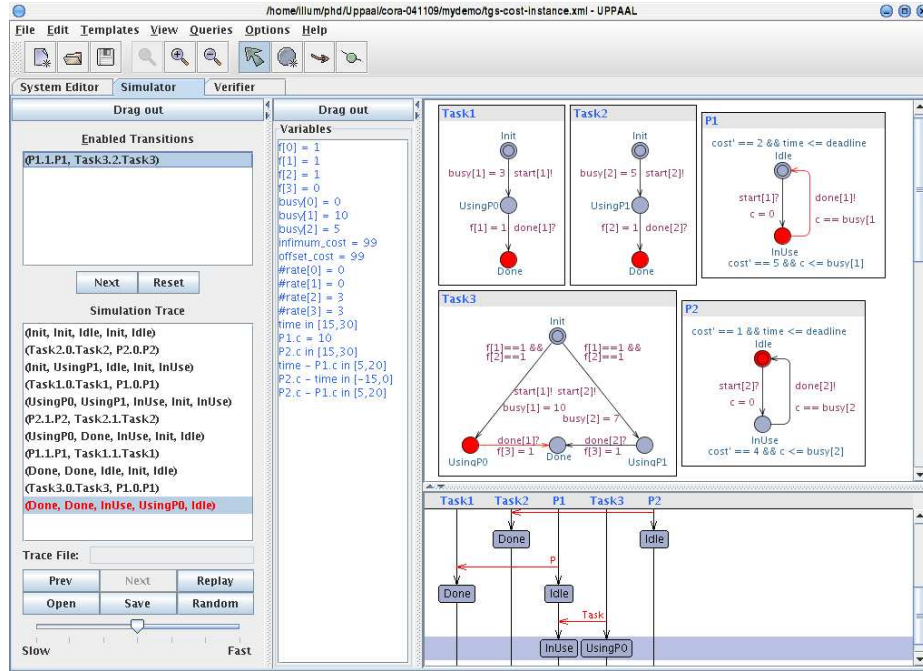 /home/illum/phd/Uppaal/cora-041109/mydemo/tgs-cost-instance.xml - UPPAAL
File Edit Templates View Queries Options Help
System Editor Simulator Verifier
Drag out
Enabled Transitions
(P1.1.P1, Task3.2.Task3)
Next Reset
Simulation Trace
(Init, Init, Idle, Init, Idle)
(Task2.0.Task2, P2.0.P2)
(Init, UsingP1, Idle, Init, InUse)
(Task1.0.Task1, P1.0.P1)
(UsingP0, UsingP1, InUse, Init, InUse)
(P2.1.P2, Task2.1.Task2)
(UsingP0, Done, InUse, Init, Idle)
(P1.1.P1, Task1.1.Task1)
(Done, Done, Idle, Init, Idle)
(Task3.0.Task3, P1.0.P1)
(Done, Done, InUse, UsingP0, Idle)
Trace File:
Prev Next Replay
Open Save Random
Slow Fast
Drag out
Variables
f[0] = 1
f[1] = 1
f[2] = 1
f[3] = 0
busy[0] = 0
busy[1] = 10
busy[2] = 5
infimum_cost = 99
offset_cost = 99
#rate[0] = 0
#rate[1] = 0
#rate[2] = 3
#rate[3] = 3
time in [15,30]
P1.c = 10
P2.c in [15,30]
time - P1.c in [5,20]
P2.c - time in [-15,0]
P2.c - P1.c in [5,20]
Task1
Init
busy[1] = 3 start[1]!
UsingP0
f[1] = 1 done[1]?
Done
Task2
Init
busy[2] = 5 start[2]!
UsingP1
f[2] = 1 done[2]?
Done
P1
cost' == 2 && time <= deadline
Idle
start[1]? done[1]!
c = 0 c == busy[1
InUse
cost' == 5 && c <= busy[1]
Task3
Init
f[1]==1 && f[1]==1 &&
f[2]==1 f[2]==1
start[1]! start[2]!
busy[1] = 10
busy[2] = 7
done[1]? done[2]?
UsingP0 f[3] = 1 Done f[3] = 1 UsingP1
P2
cost' == 1 && time <= deadline
Idle
start[2]? done[2]!
c = 0 c == busy[2
InUse
cost' == 4 && c <= busy[2]
Task1 Task2 P1 Task3 P2
Done Idle
P
Done Idle
Task
InUse UsingP0